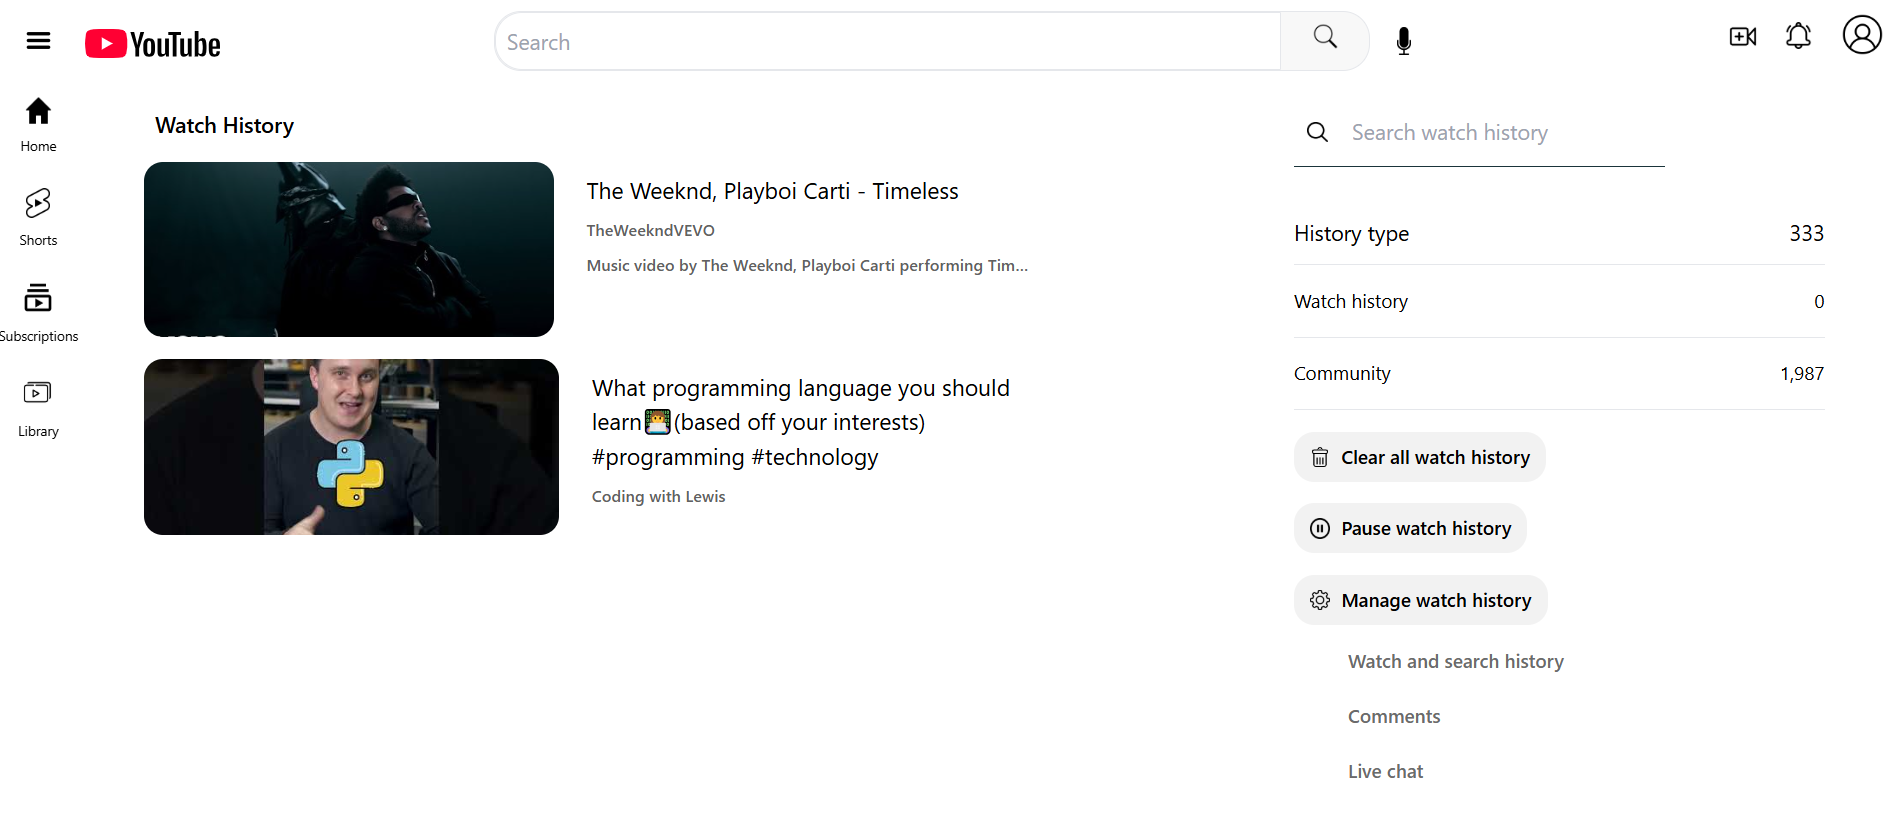 YouTube
Search
Home
Shorts
Subscriptions
Library
Watch History
The Weeknd, Playboi Carti - Timeless
TheWeekndVEVO
Music video by The Weeknd, Playboi Carti performing Tim...
What programming language you should
learn👨‍💻(based off your interests)
#programming #technology
Coding with Lewis
Search watch history
History type 333
Watch history 0
Community 1,987
Clear all watch history
Pause watch history
Manage watch history
Watch and search history
Comments
Live chat